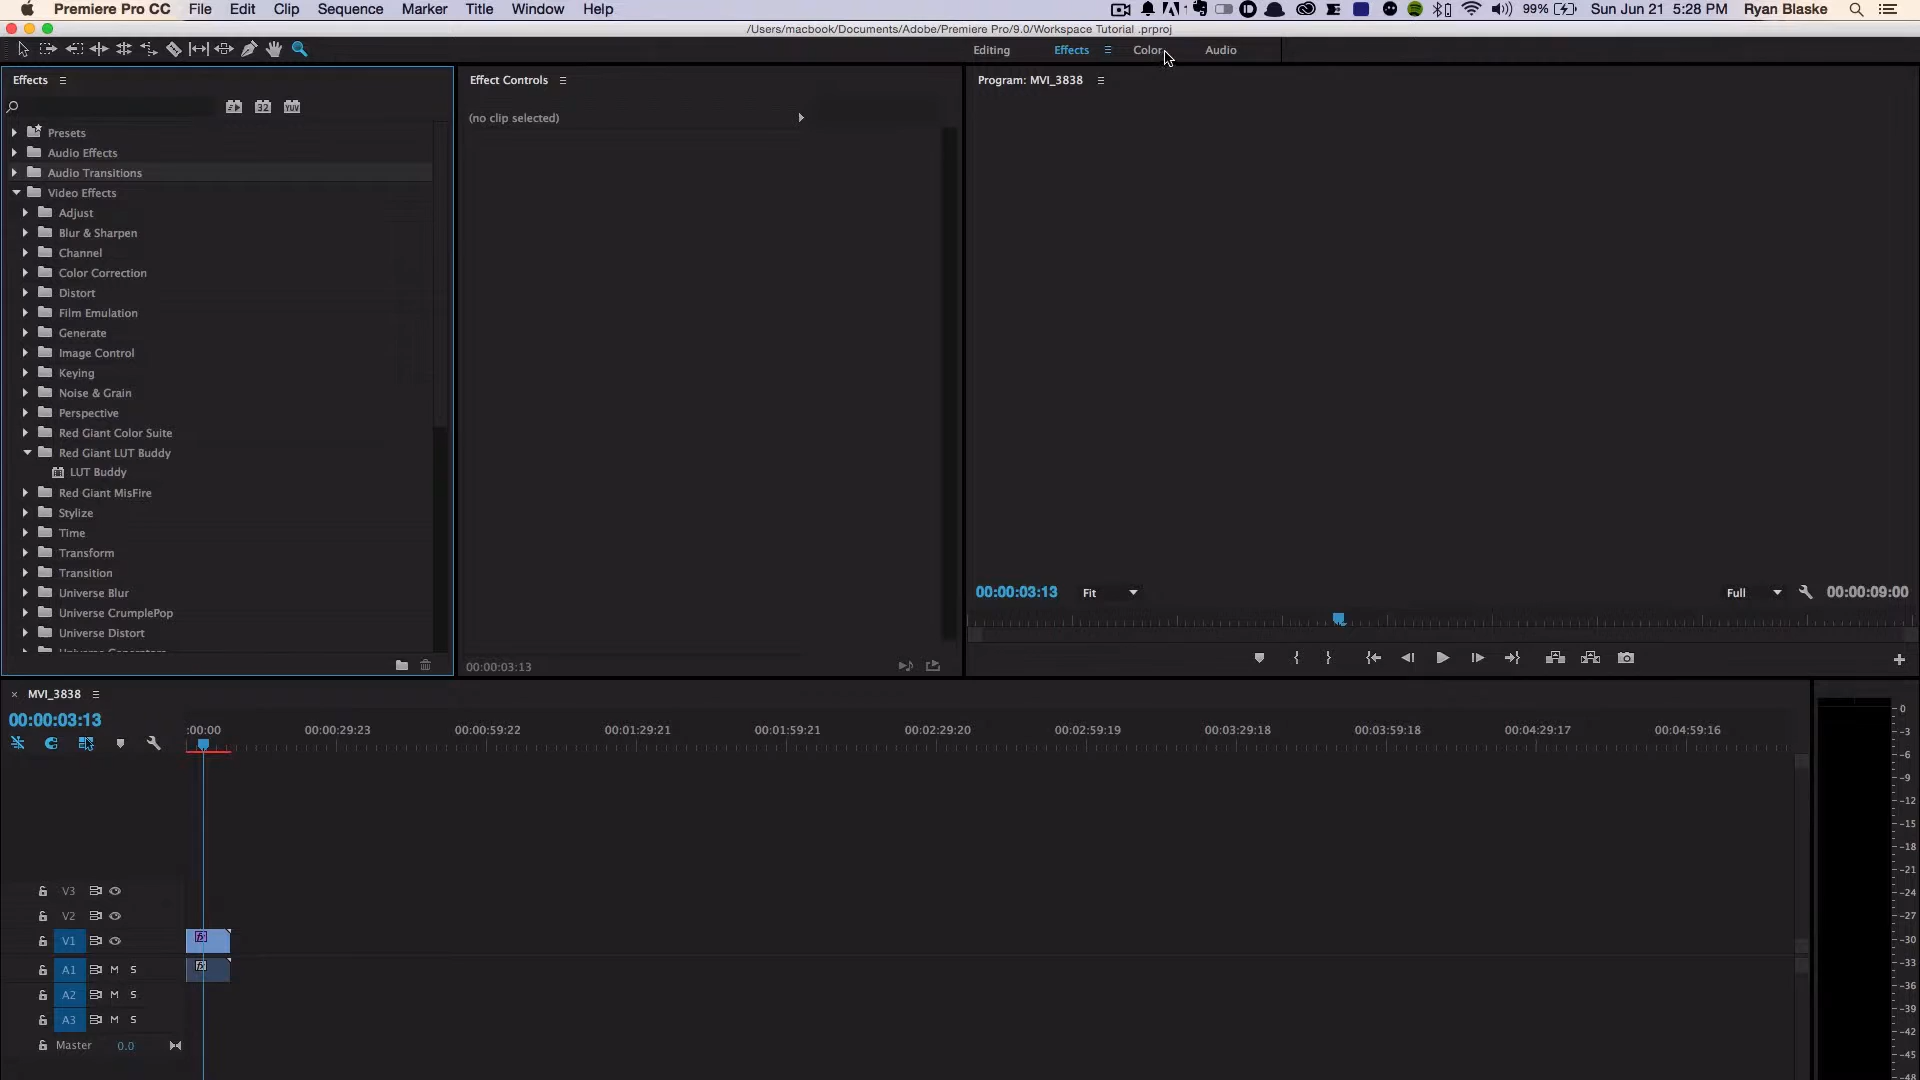 Premiere Pro CC File Edit Clip Sequence Marker Title Window Help 99% Sun Jun 21 5:28 PM Ryan Blaske
/Users/macbook/Documents/Adobe/Premiere Pro/9.0/Workspace Tutorial .prproj
Editing Effects Color Audio
Effects
32 YUV
Presets
Audio Effects
Audio Transitions
Video Effects
Adjust
Blur & Sharpen
Channel
Color Correction
Distort
Film Emulation
Generate
Image Control
Keying
Noise & Grain
Perspective
Red Giant Color Suite
Red Giant LUT Buddy
LUT Buddy
Red Giant MisFire
Stylize
Time
Transform
Transition
Universe Blur
Universe CrumplePop
Universe Distort
Effect Controls
(no clip selected)
00:00:03:13
Program: MVI_3838
00:00:03:13 Fit Full 00:00:09:00
MVI_3838
00:00:03:13
:00:00 00:00:29:23 00:00:59:22 00:01:29:21 00:01:59:21 00:02:29:20 00:02:59:19 00:03:29:18 00:03:59:18 00:04:29:17 00:04:59:16
V3
V2
V1 fx
A1 M S fx
A2 M S
A3 M S
Master 0.0
0
-3
-6
-9
-12
-15
-18
-21
-24
-27
-30
-33
-36
-39
-42
-45
-48